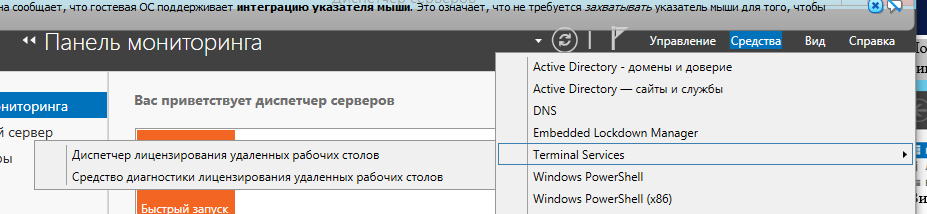 на сообщает, что гостевая ОС поддерживает интеграцию указателя мыши. Это означает, что не требуется захватывать указатель мыши для того, чтобы
Панель мониторинга
Управление Средства Вид Справка
Active Directory - домены и доверие
Active Directory — сайты и службы
DNS
Embedded Lockdown Manager
Terminal Services
Windows PowerShell
Windows PowerShell (x86)
ониторинга
й сервер
ры
Вас приветствует диспетчер серверов
Диспетчер лицензирования удаленных рабочих столов
Средство диагностики лицензирования удаленных рабочих столов
Быстрый запуск